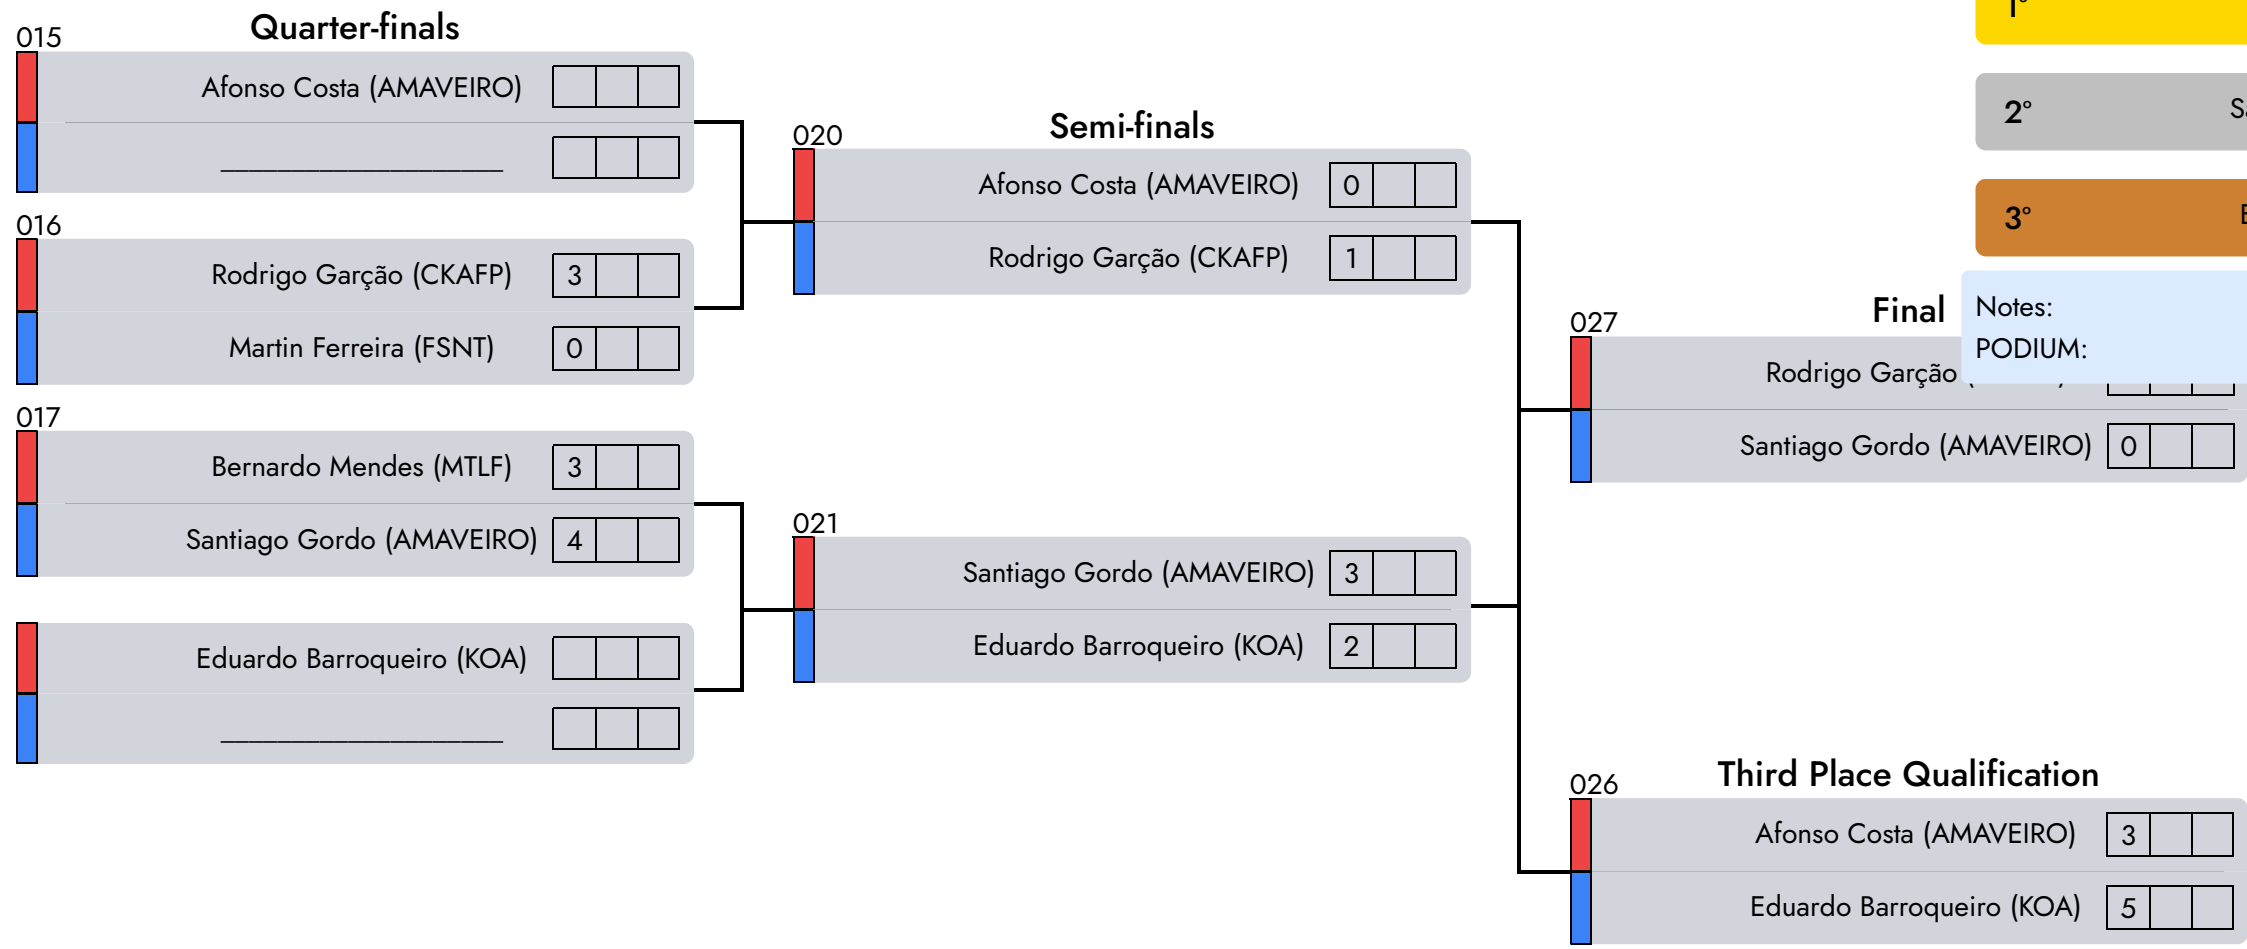 Quarter-finals
015
Afonso Costa (AMAVEIRO)
____________________
016
Rodrigo Garção (CKAFP) 3
Martin Ferreira (FSNT) 0
017
Bernardo Mendes (MTLF) 3
Santiago Gordo (AMAVEIRO) 4
Eduardo Barroqueiro (KOA)
____________________
Semi-finals
020
Afonso Costa (AMAVEIRO) 0
Rodrigo Garção (CKAFP) 1
021
Santiago Gordo (AMAVEIRO) 3
Eduardo Barroqueiro (KOA) 2
1°
2°
3°
Notes:
PODIUM:
Final
027
Rodrigo Garção
Santiago Gordo (AMAVEIRO) 0
Third Place Qualification
026
Afonso Costa (AMAVEIRO) 3
Eduardo Barroqueiro (KOA) 5